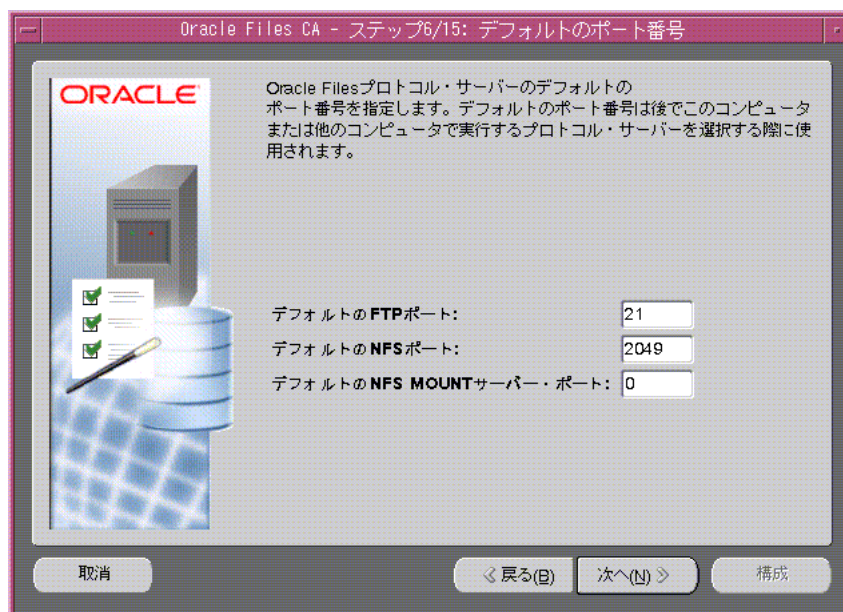 Oracle Files CA - ステップ6/15: デフォルトのポート番号
ORACLE
Oracle Filesプロトコル・サーバーのデフォルトの
ポート番号を指定します。デフォルトのポート番号は後でこのコンピュータ
または他のコンピュータで実行するプロトコル・サーバーを選択する際に使
用されます。
デフォルトのFTPポート: 21
デフォルトのNFSポート: 2049
デフォルトのNFS MOUNTサーバー・ポート: 0
取消
戻る(B)
次へ(N)
構成